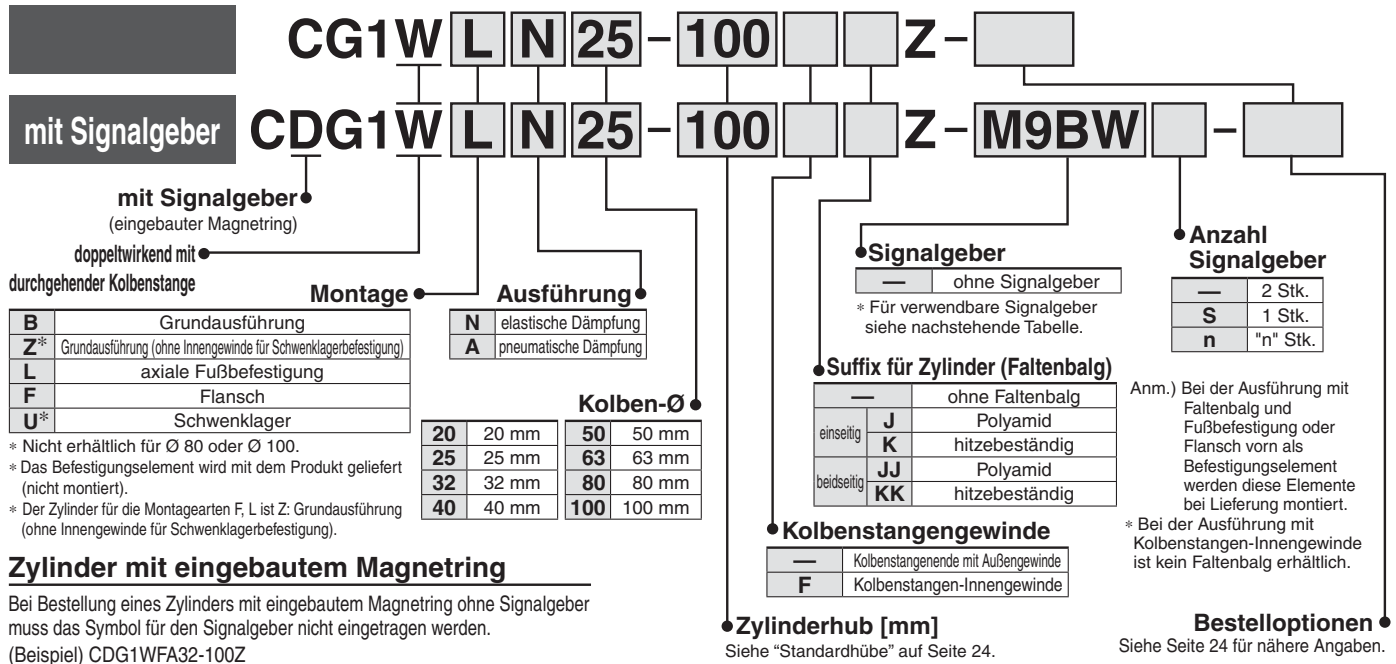 CG1W L N 25 – 100 Z –
mit Signalgeber CDG1W L N 25 – 100 Z – M9BW –
mit Signalgeber
(eingebauter Magnetring)
doppeltwirkend mit
durchgehender Kolbenstange
Montage
B Grundausführung
Z* Grundausführung (ohne Innengewinde für Schwenklagerbefestigung)
L axiale Fußbefestigung
F Flansch
U* Schwenklager
* Nicht erhältlich für Ø 80 oder Ø 100.
* Das Befestigungselement wird mit dem Produkt geliefert
(nicht montiert).
* Der Zylinder für die Montagearten F, L ist Z: Grundausführung
(ohne Innengewinde für Schwenklagerbefestigung).
Ausführung
N elastische Dämpfung
A pneumatische Dämpfung
Kolben-Ø
20 20 mm 50 50 mm
25 25 mm 63 63 mm
32 32 mm 80 80 mm
40 40 mm 100 100 mm
Zylinder mit eingebautem Magnetring
Bei Bestellung eines Zylinders mit eingebautem Magnetring ohne Signalgeber
muss das Symbol für den Signalgeber nicht eingetragen werden.
(Beispiel) CDG1WFA32-100Z
Zylinderhub [mm]
Siehe “Standardhübe” auf Seite 24.
Kolbenstangengewinde
— Kolbenstangenende mit Außengewinde
F Kolbenstangen-Innengewinde
Suffix für Zylinder (Faltenbalg)
— ohne Faltenbalg
einseitig J Polyamid
K hitzebeständig
beidseitig JJ Polyamid
KK hitzebeständig
Signalgeber
— ohne Signalgeber
* Für verwendbare Signalgeber
siehe nachstehende Tabelle.
Anzahl
Signalgeber
— 2 Stk.
S 1 Stk.
n "n" Stk.
Anm.) Bei der Ausführung mit
Faltenbalg und
Fußbefestigung oder
Flansch vorn als
Befestigungselement
werden diese Elemente
bei Lieferung montiert.
* Bei der Ausführung mit
Kolbenstangen-Innengewinde
ist kein Faltenbalg erhältlich.
Bestelloptionen
Siehe Seite 24 für nähere Angaben.